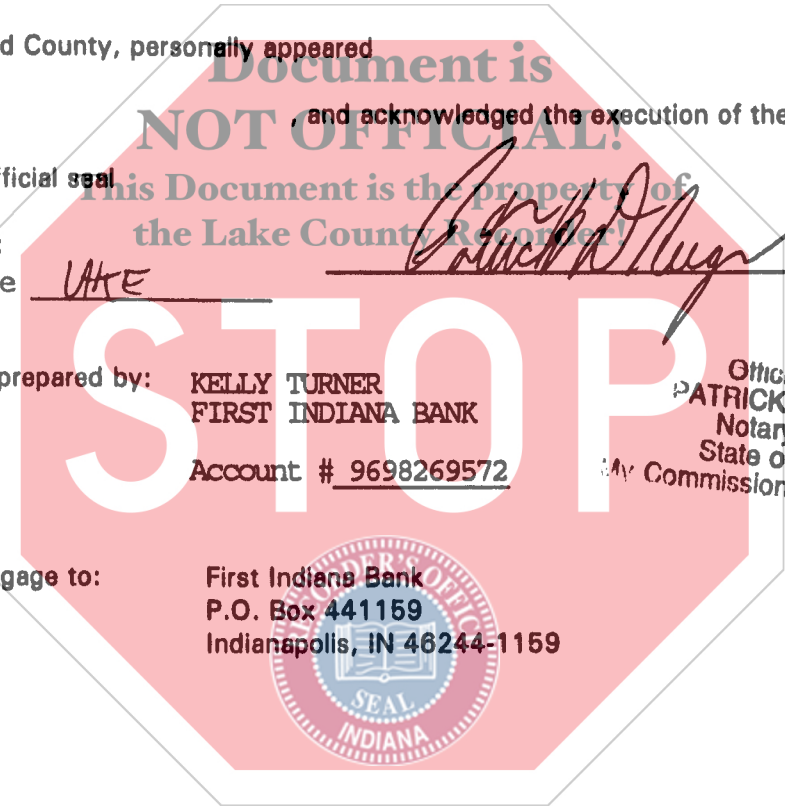 d County, personally appeared
Document is
NOT OFFICIAL!
, and acknowledged the execution of the
fficial seal
This Document is the property of
the Lake County Recorder!
:
e LAKE
STOP
prepared by: KELLY TURNER
FIRST INDIANA BANK
Account # 9698269572
Offic
PATRICK
Notary
State o
My Commission
gage to: First Indiana Bank
P.O. Box 441159
Indianapolis, IN 46244-1159
RECORDER'S OFFICE
SEAL
INDIANA